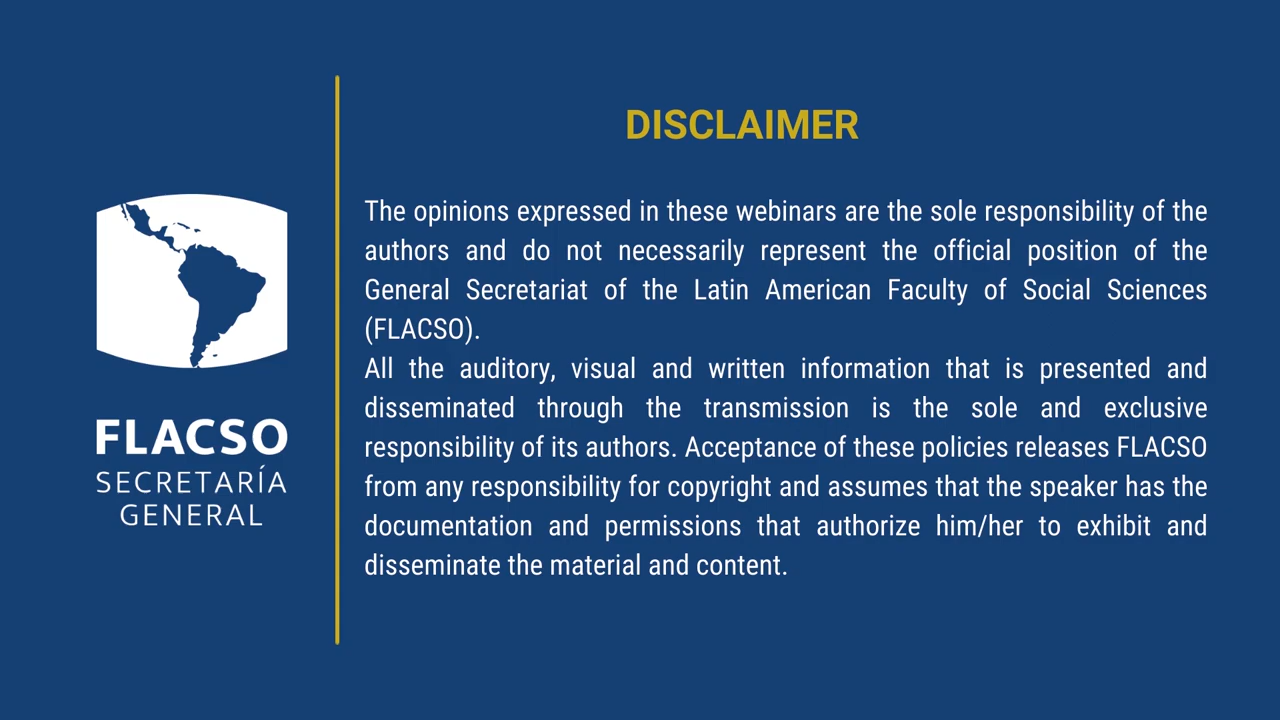 DISCLAIMER
The opinions expressed in these webinars are the sole responsibility of the
authors and do not necessarily represent the official position of the
General Secretariat of the Latin American Faculty of Social Sciences
(FLACSO).
All the auditory, visual and written information that is presented and
disseminated through the transmission is the sole and exclusive
responsibility of its authors. Acceptance of these policies releases FLACSO
from any responsibility for copyright and assumes that the speaker has the
documentation and permissions that authorize him/her to exhibit and
disseminate the material and content.
FLACSO
SECRETARÍA
GENERAL